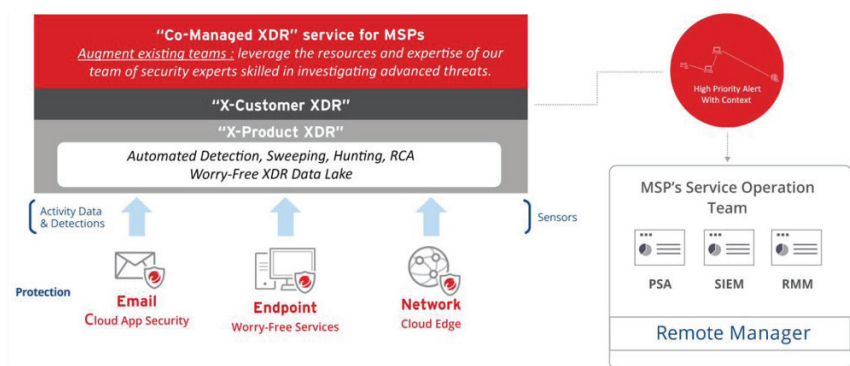 “Co-Managed XDR” service for MSPs
Augment existing teams : leverage the resources and expertise of our
team of security experts skilled in investigating advanced threats.
“X-Customer XDR”
“X-Product XDR”
Automated Detection, Sweeping, Hunting, RCA
Worry-Free XDR Data Lake
Activity Data
& Detections
Sensors
Protection
Email
Cloud App Security
Endpoint
Worry-Free Services
Network
Cloud Edge
High Priority Alert
With Context
MSP’s Service Operation
Team
PSA
SIEM
RMM
Remote Manager